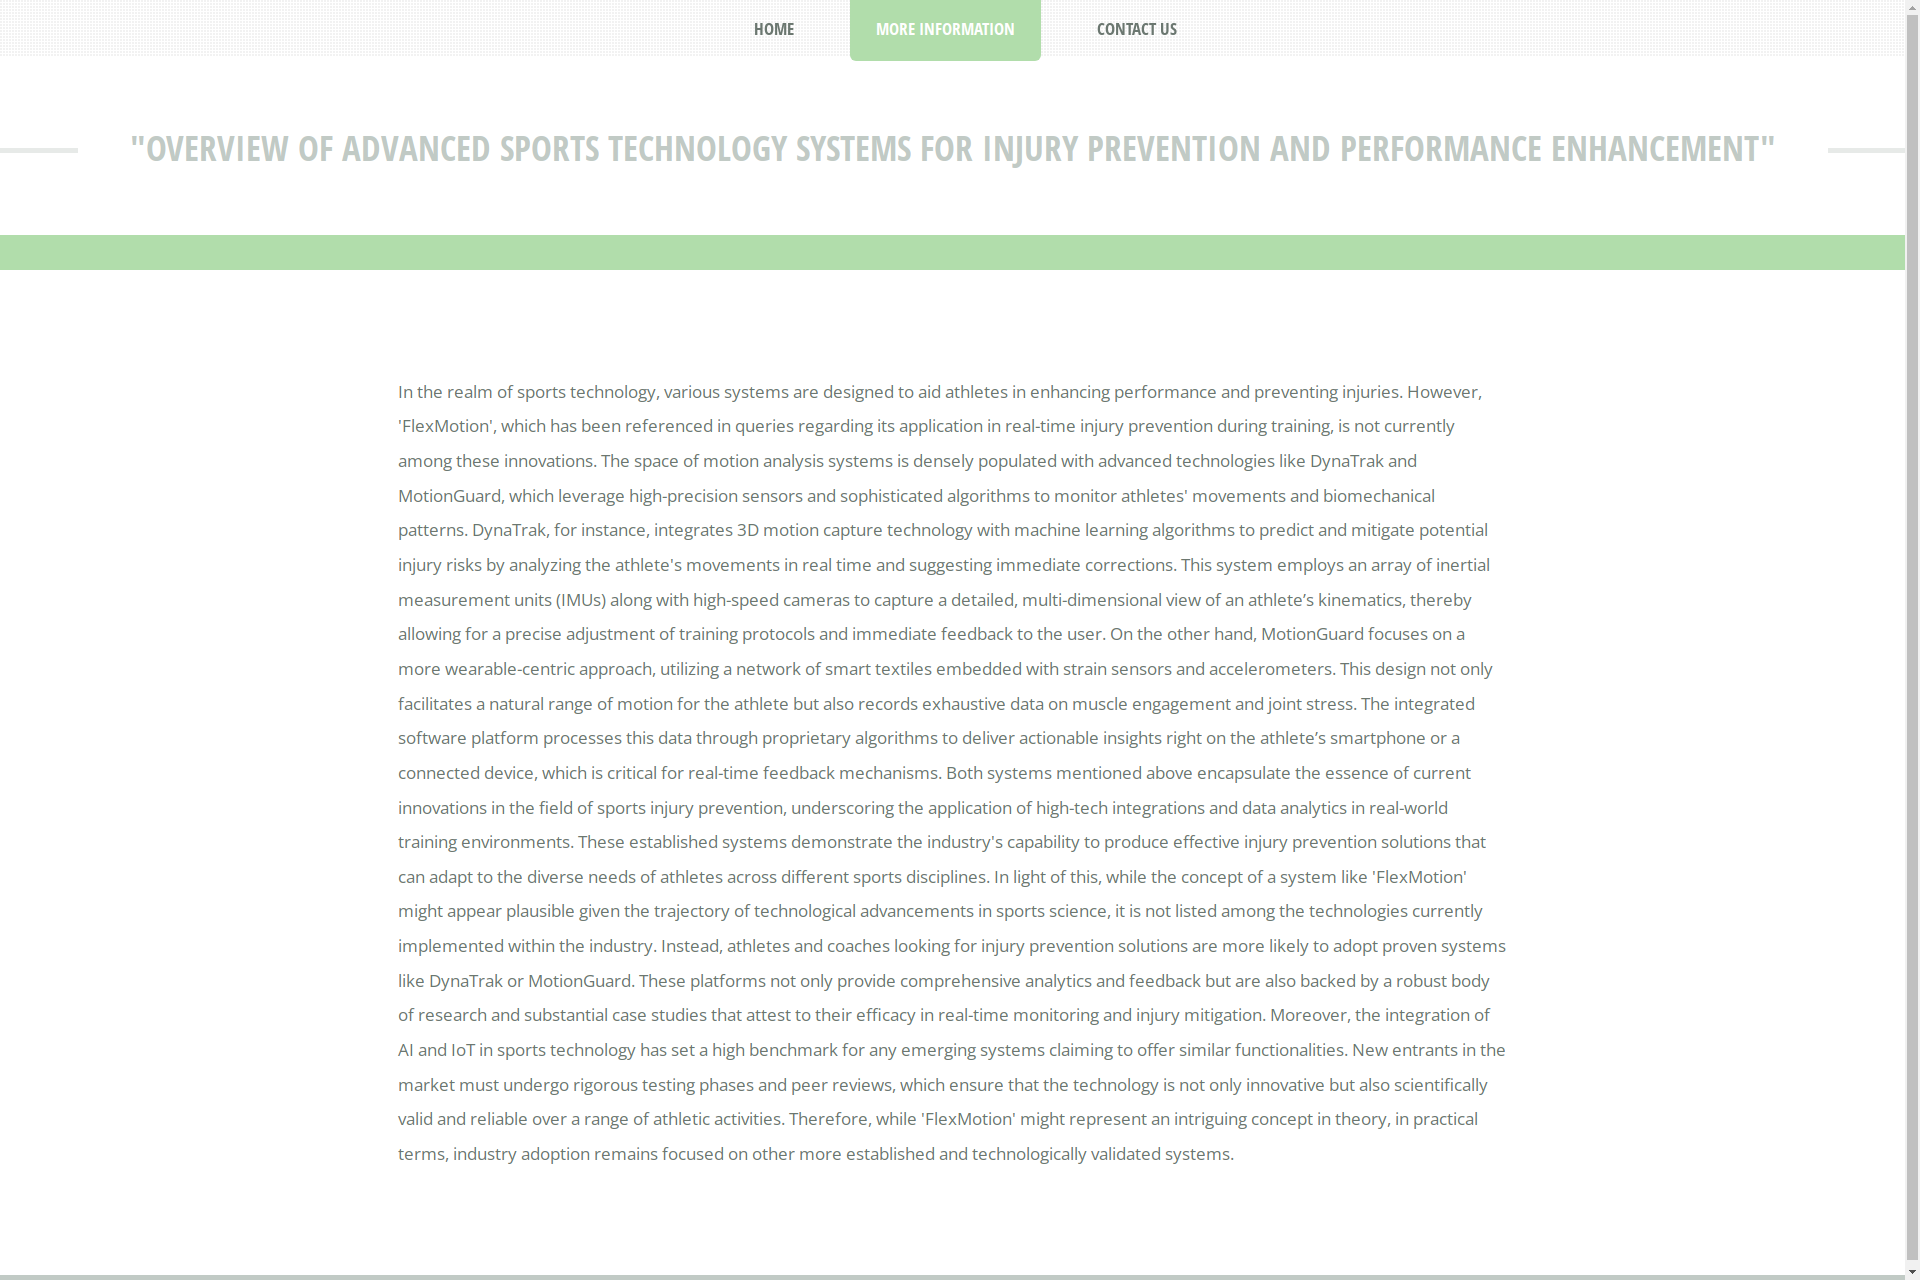 HOME
MORE INFORMATION
CONTACT US
"OVERVIEW OF ADVANCED SPORTS TECHNOLOGY SYSTEMS FOR INJURY PREVENTION AND PERFORMANCE ENHANCEMENT"
In the realm of sports technology, various systems are designed to aid athletes in enhancing performance and preventing injuries. However,
'FlexMotion', which has been referenced in queries regarding its application in real-time injury prevention during training, is not currently
among these innovations. The space of motion analysis systems is densely populated with advanced technologies like DynaTrak and
MotionGuard, which leverage high-precision sensors and sophisticated algorithms to monitor athletes' movements and biomechanical
patterns. DynaTrak, for instance, integrates 3D motion capture technology with machine learning algorithms to predict and mitigate potential
injury risks by analyzing the athlete's movements in real time and suggesting immediate corrections. This system employs an array of inertial
measurement units (IMUs) along with high-speed cameras to capture a detailed, multi-dimensional view of an athlete’s kinematics, thereby
allowing for a precise adjustment of training protocols and immediate feedback to the user. On the other hand, MotionGuard focuses on a
more wearable-centric approach, utilizing a network of smart textiles embedded with strain sensors and accelerometers. This design not only
facilitates a natural range of motion for the athlete but also records exhaustive data on muscle engagement and joint stress. The integrated
software platform processes this data through proprietary algorithms to deliver actionable insights right on the athlete’s smartphone or a
connected device, which is critical for real-time feedback mechanisms. Both systems mentioned above encapsulate the essence of current
innovations in the field of sports injury prevention, underscoring the application of high-tech integrations and data analytics in real-world
training environments. These established systems demonstrate the industry's capability to produce effective injury prevention solutions that
can adapt to the diverse needs of athletes across different sports disciplines. In light of this, while the concept of a system like 'FlexMotion'
might appear plausible given the trajectory of technological advancements in sports science, it is not listed among the technologies currently
implemented within the industry. Instead, athletes and coaches looking for injury prevention solutions are more likely to adopt proven systems
like DynaTrak or MotionGuard. These platforms not only provide comprehensive analytics and feedback but are also backed by a robust body
of research and substantial case studies that attest to their efficacy in real-time monitoring and injury mitigation. Moreover, the integration of
AI and IoT in sports technology has set a high benchmark for any emerging systems claiming to offer similar functionalities. New entrants in the
market must undergo rigorous testing phases and peer reviews, which ensure that the technology is not only innovative but also scientifically
valid and reliable over a range of athletic activities. Therefore, while 'FlexMotion' might represent an intriguing concept in theory, in practical
terms, industry adoption remains focused on other more established and technologically validated systems.